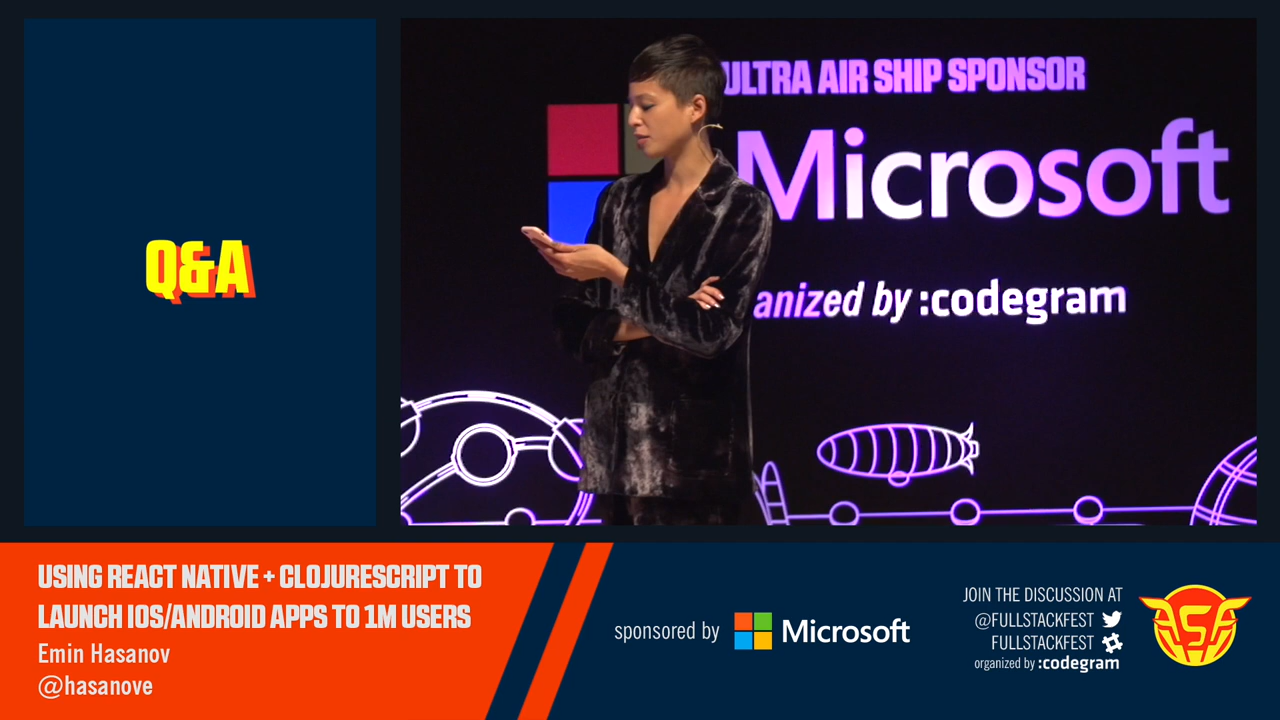 Q&A
ULTRA AIR SHIP SPONSOR
Microsoft
anized by :codegram
USING REACT NATIVE + CLOJURESCRIPT TO
LAUNCH IOS/ANDROID APPS TO 1M USERS
Emin Hasanov
@hasanove
sponsored by Microsoft
JOIN THE DISCUSSION AT
@FULLSTACKFEST
FULLSTACKFEST
organized by :codegram
FSF